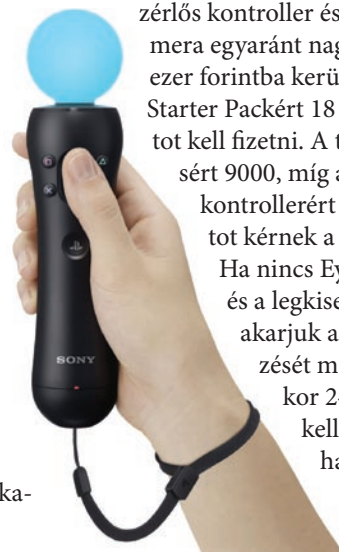 zérlős kontroller és
mera egyaránt nag
ezer forintba kerü
Starter Packért 18
tot kell fizetni. A t
sért 9000, míg a
kontrollerért
tot kérnek a
Ha nincs Ey
és a legkise
akarjuk a
zését m
kor 2-
kell
ha
ka-
SONY